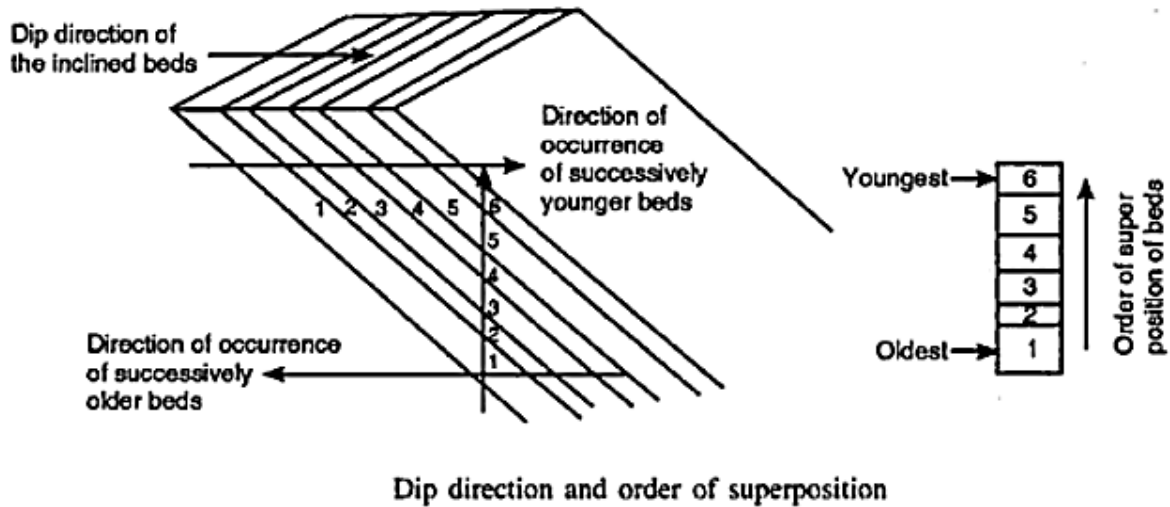 Dip direction of
the inclined beds
Direction of
occurrence
of successively
younger beds
1 2 3 4 5 6
5
4
3
2
1
Direction of occurrence
of successively
older beds
Youngest
6
5
4
3
2
1
Oldest
Order of super
position of beds
Dip direction and order of superposition